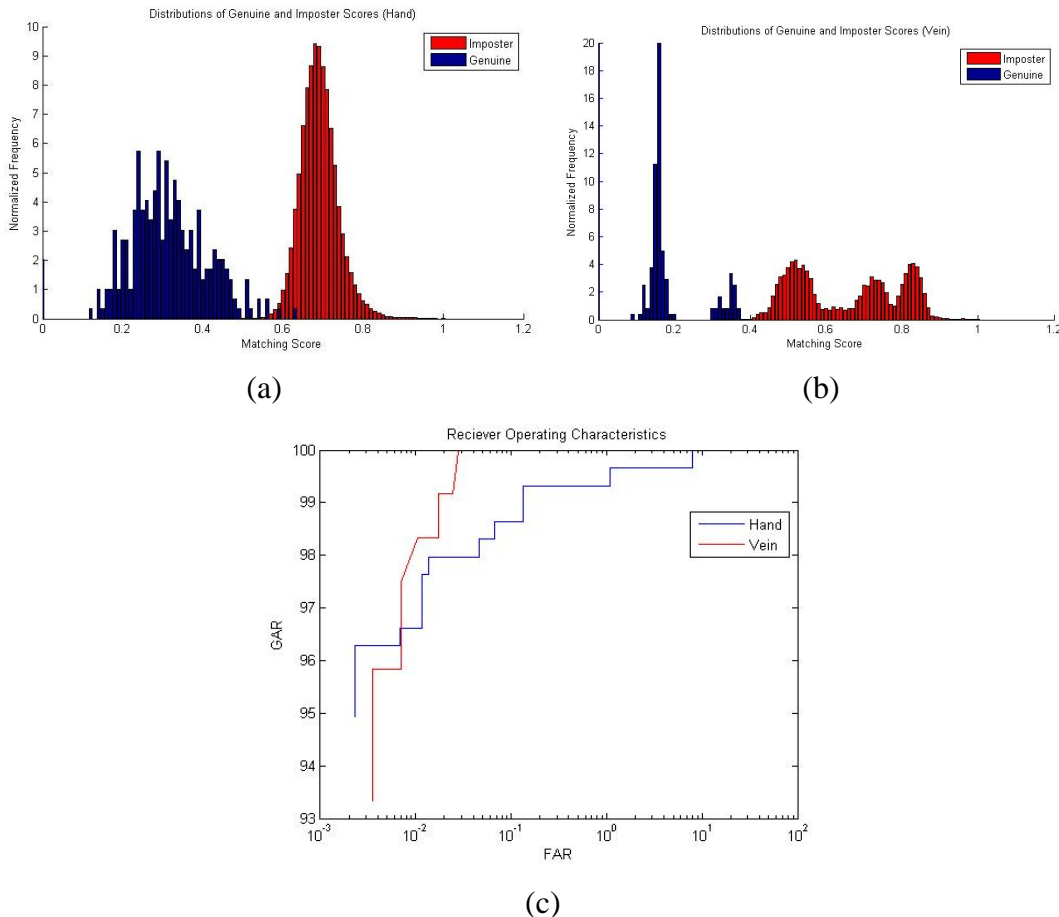 Distributions of Genuine and Imposter Scores (Hand)
10
9
8
7
6
5
4
3
2
1
0
Normalized Frequency
Imposter
Genuine
0 0.2 0.4 0.6 0.8 1 1.2
Matching Score
(a)
Distributions of Genuine and Imposter Scores (Vein)
20
18
16
14
12
10
8
6
4
2
0
Normalized Frequency
Imposter
Genuine
0 0.2 0.4 0.6 0.8 1 1.2
Matching Score
(b)
Reciever Operating Characteristics
100
99
98
97
96
95
94
93
GAR
Hand
Vein
10⁻³ 10⁻² 10⁻¹ 10⁰ 10¹ 10²
FAR
(c)